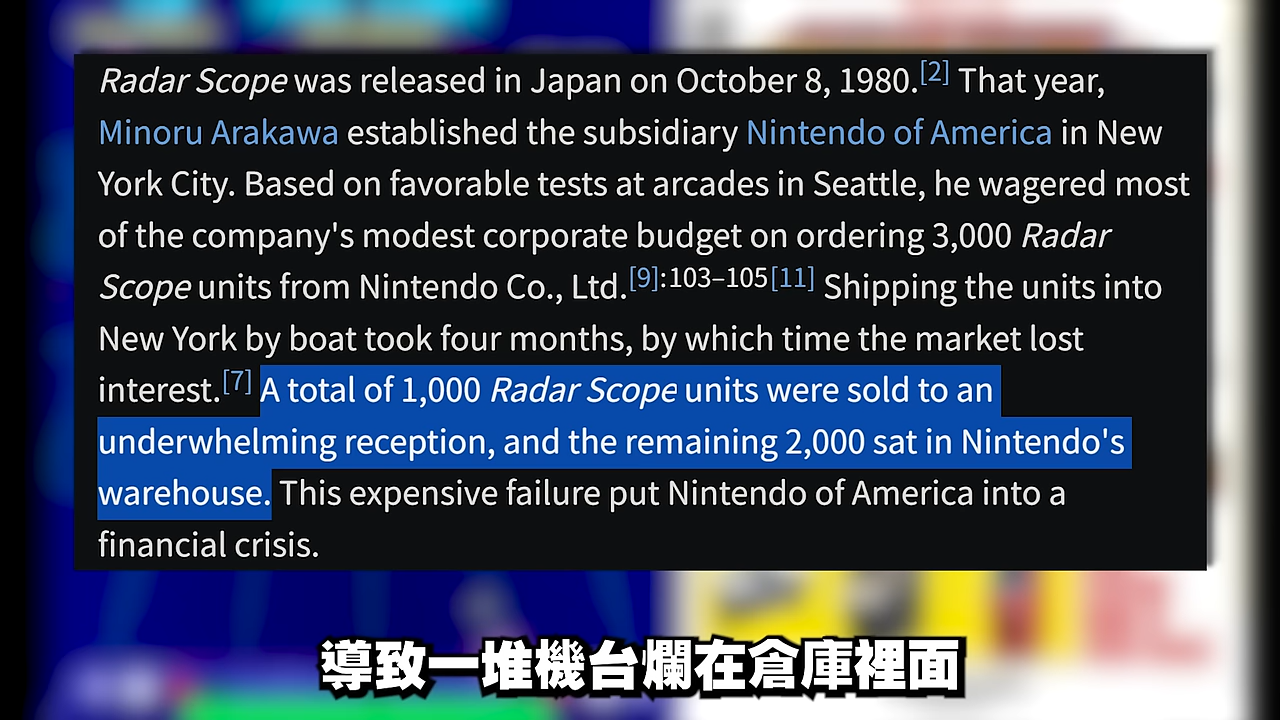 Radar Scope was released in Japan on October 8, 1980.[2] That year,
Minoru Arakawa established the subsidiary Nintendo of America in New
York City. Based on favorable tests at arcades in Seattle, he wagered most
of the company's modest corporate budget on ordering 3,000 Radar
Scope units from Nintendo Co., Ltd.[9]:103–105[11] Shipping the units into
New York by boat took four months, by which time the market lost
interest.[7] A total of 1,000 Radar Scope units were sold to an
underwhelming reception, and the remaining 2,000 sat in Nintendo's
warehouse. This expensive failure put Nintendo of America into a
financial crisis.
導致一堆機台爛在倉庫裡面